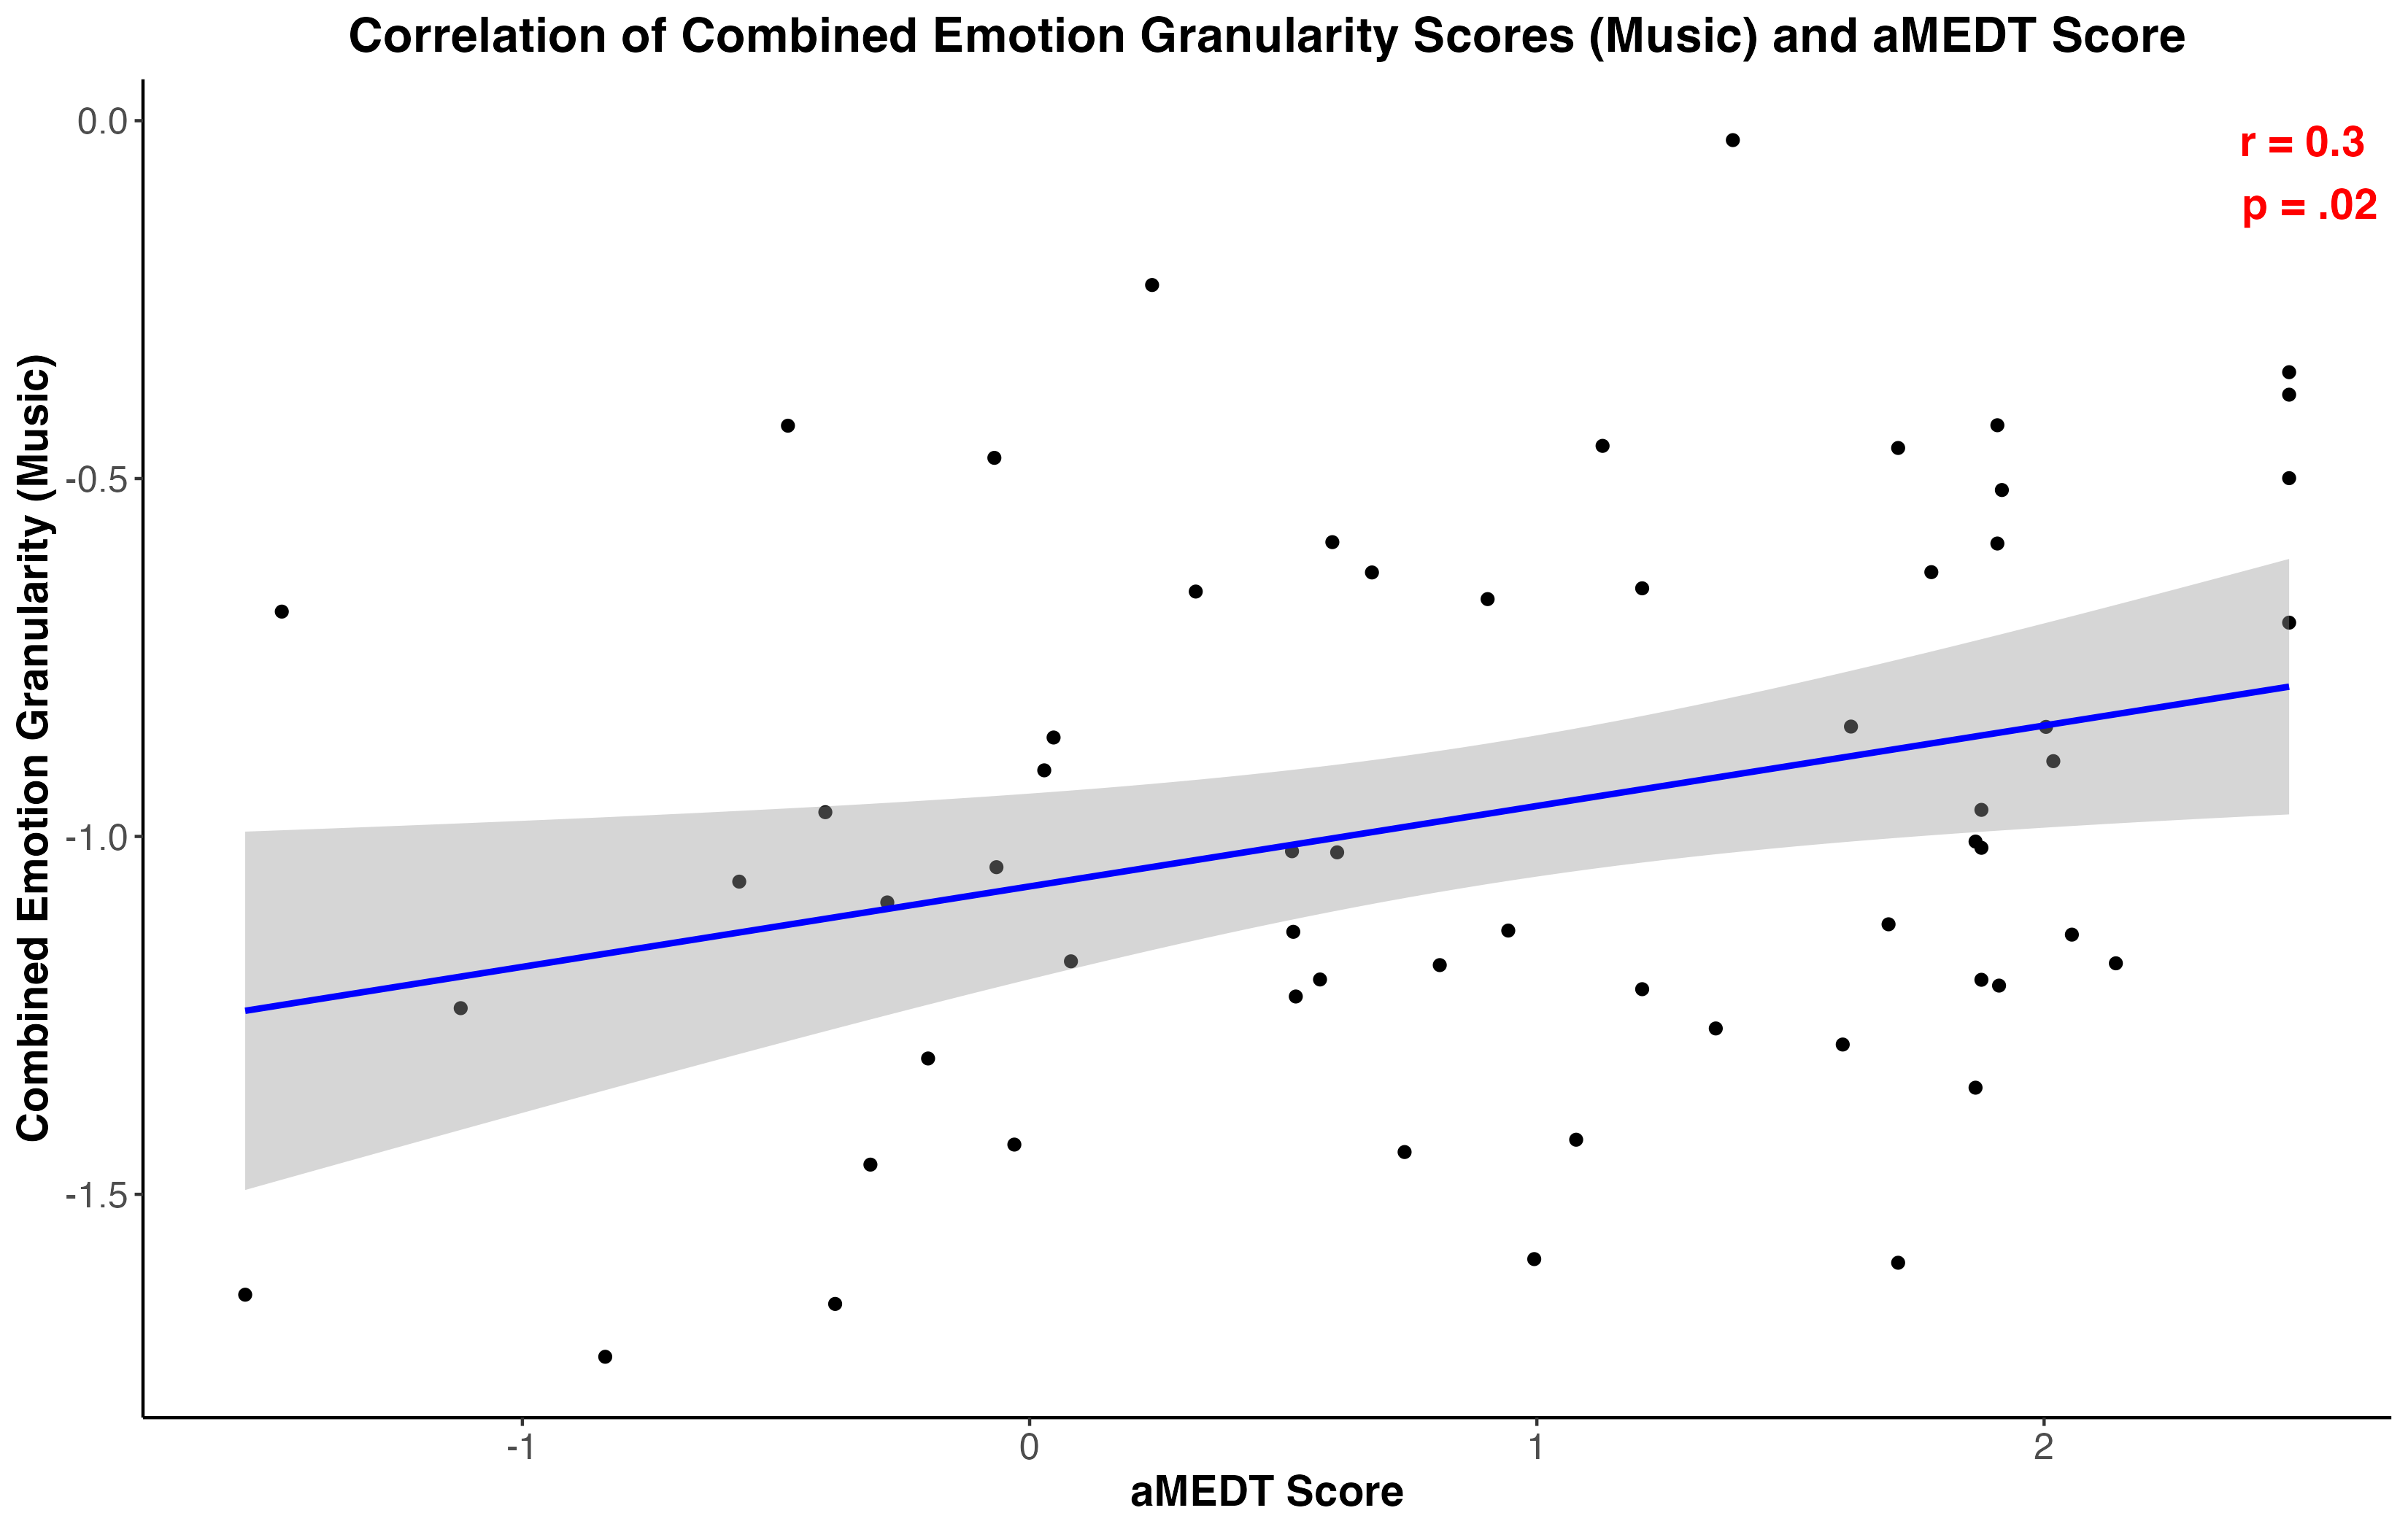 Correlation of Combined Emotion Granularity Scores (Music) and aMEDT Score
r = 0.3
p = .02
Combined Emotion Granularity (Music)
0.0
-0.5
-1.0
-1.5
-1 0 1 2
aMEDT Score